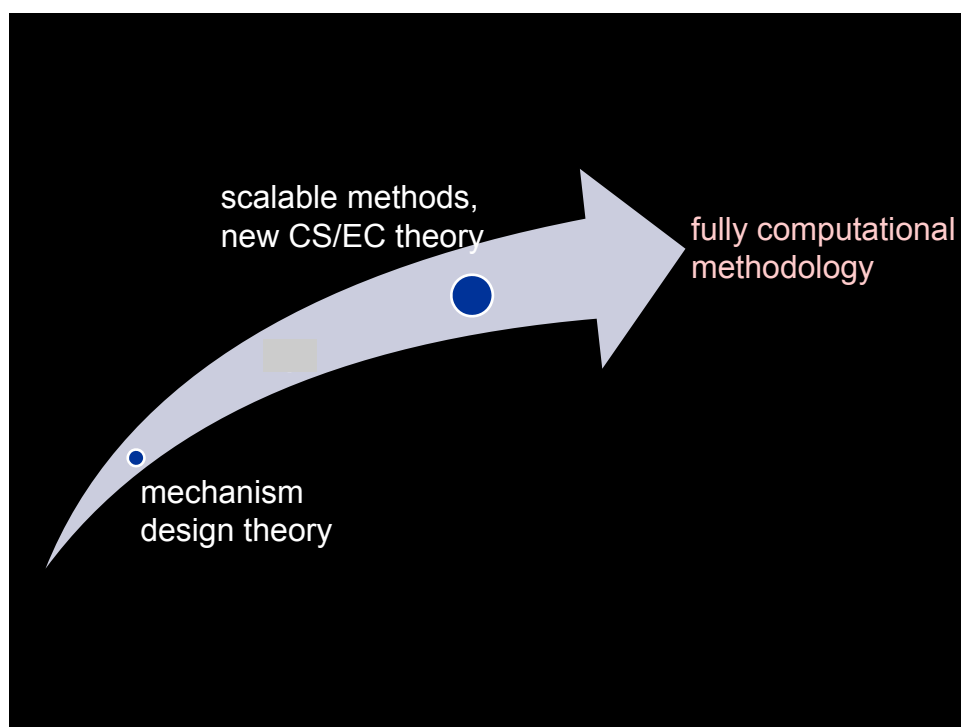 scalable methods,
new CS/EC theory
fully computational
methodology
mechanism
design theory